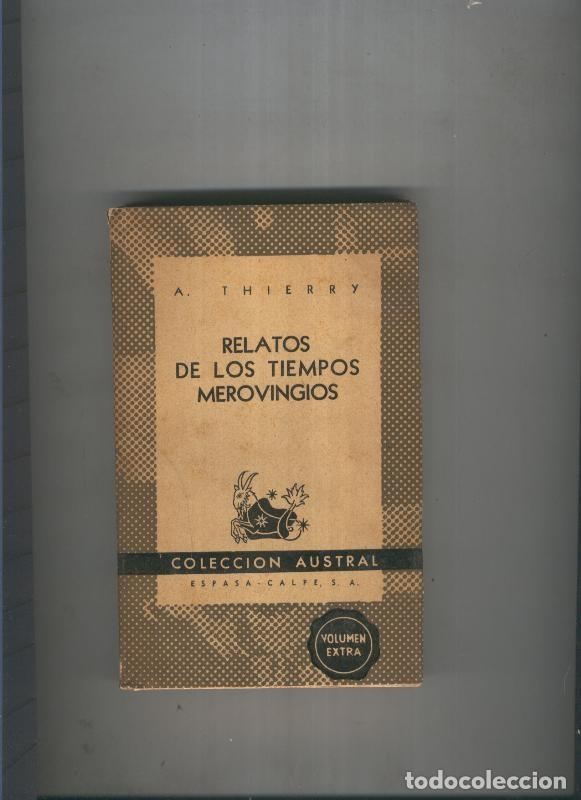 A. THIERRY
RELATOS
DE LOS TIEMPOS
MEROVINGIOS
COLECCION AUSTRAL
ESPASA-CALPE, S. A.
VOLUMEN
EXTRA
todocoleccion